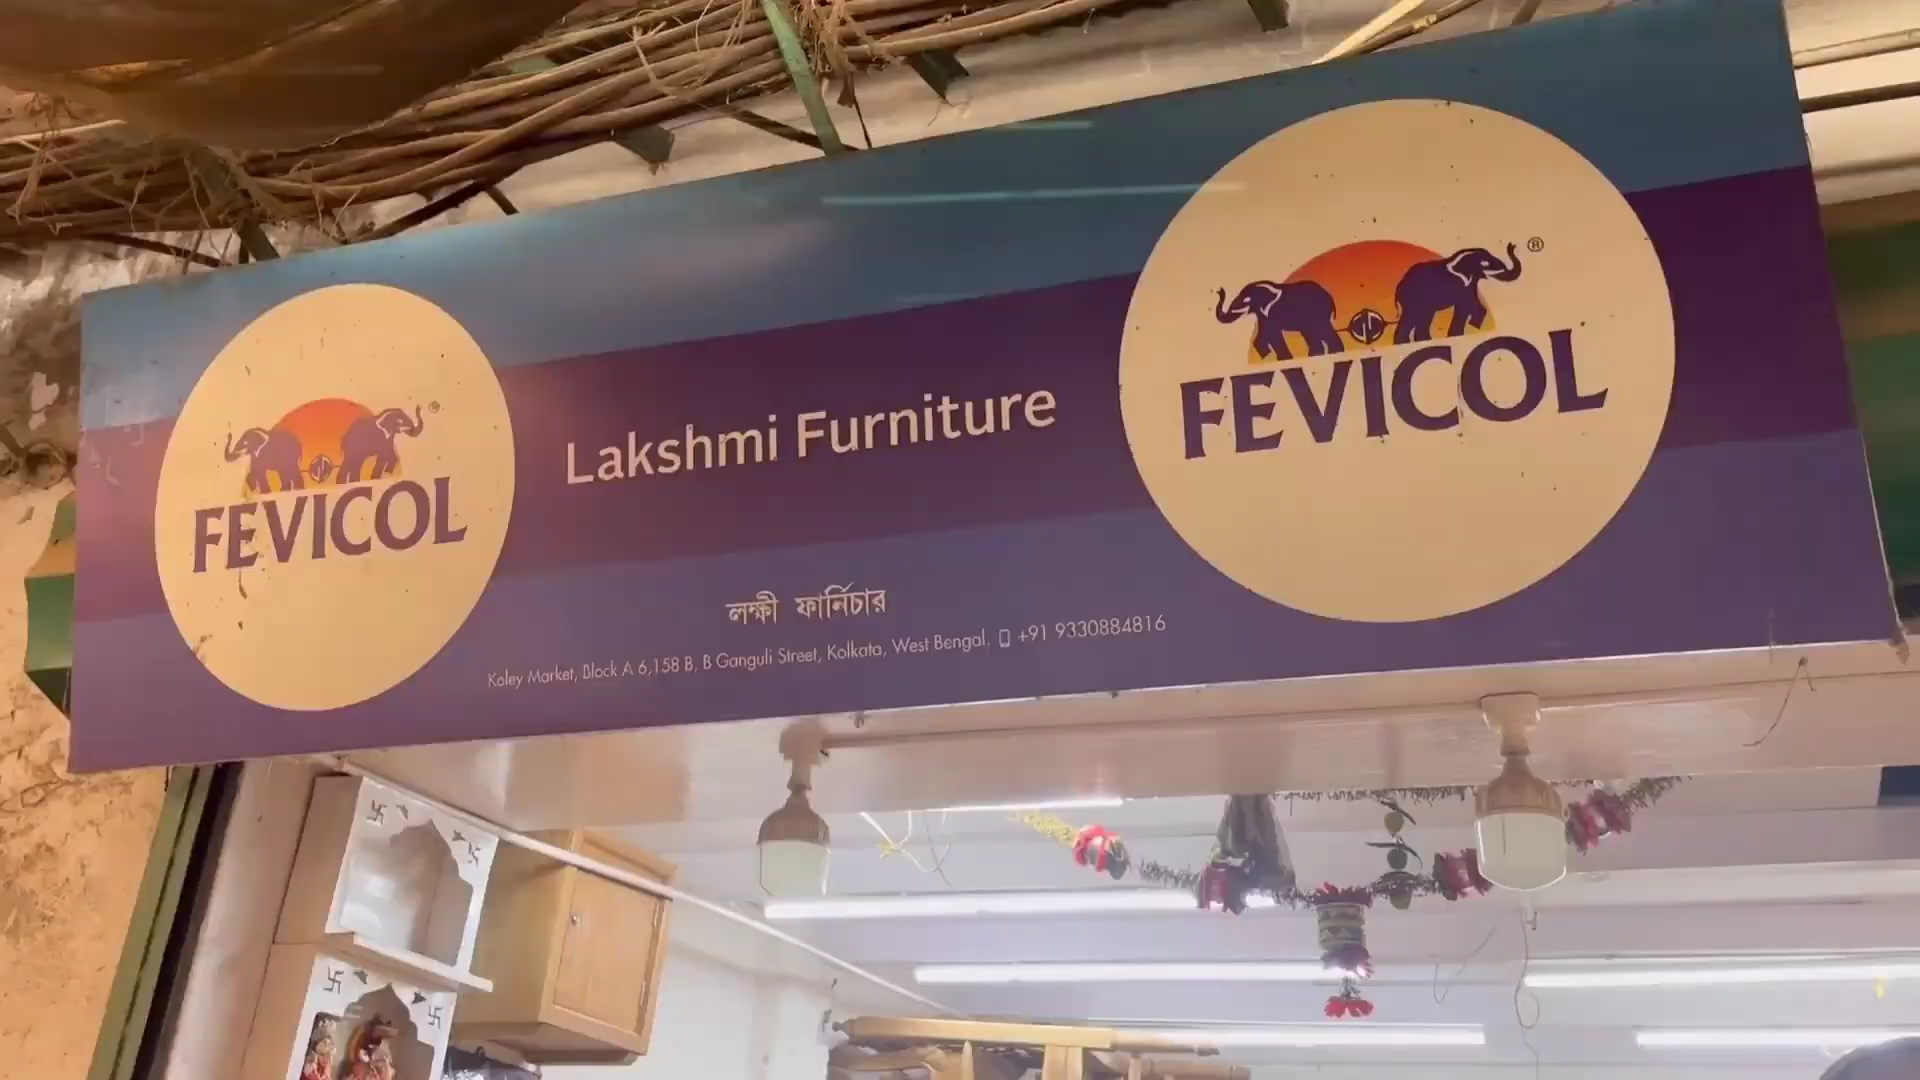 FEVICOL
®
Lakshmi Furniture
লক্ষী ফার্নিচার
Koley Market, Block A 6,158 B, B Ganguli Street, Kolkata, West Bengal. +91 9330884816
FEVICOL
®